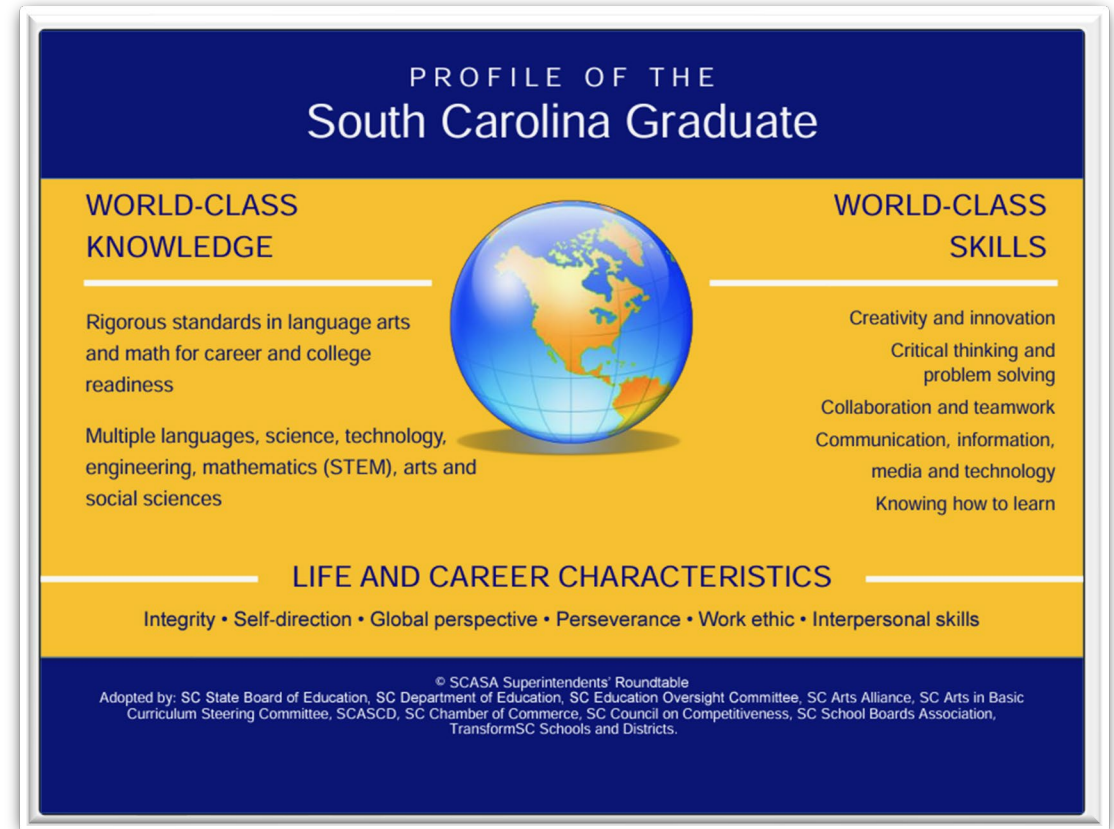 PROFILE OF THE
South Carolina Graduate
WORLD-CLASS
KNOWLEDGE
Rigorous standards in language arts
and math for career and college
readiness
Multiple languages, science, technology,
engineering, mathematics (STEM), arts and
social sciences
WORLD-CLASS
SKILLS
Creativity and innovation
Critical thinking and
problem solving
Collaboration and teamwork
Communication, information,
media and technology
Knowing how to learn
LIFE AND CAREER CHARACTERISTICS
Integrity • Self-direction • Global perspective • Perseverance • Work ethic • Interpersonal skills
© SCASA Superintendents' Roundtable
Adopted by: SC State Board of Education, SC Department of Education, SC Education Oversight Committee, SC Arts Alliance, SC Arts in Basic
Curriculum Steering Committee, SCASCD, SC Chamber of Commerce, SC Council on Competitiveness, SC School Boards Association,
TransformSC Schools and Districts.